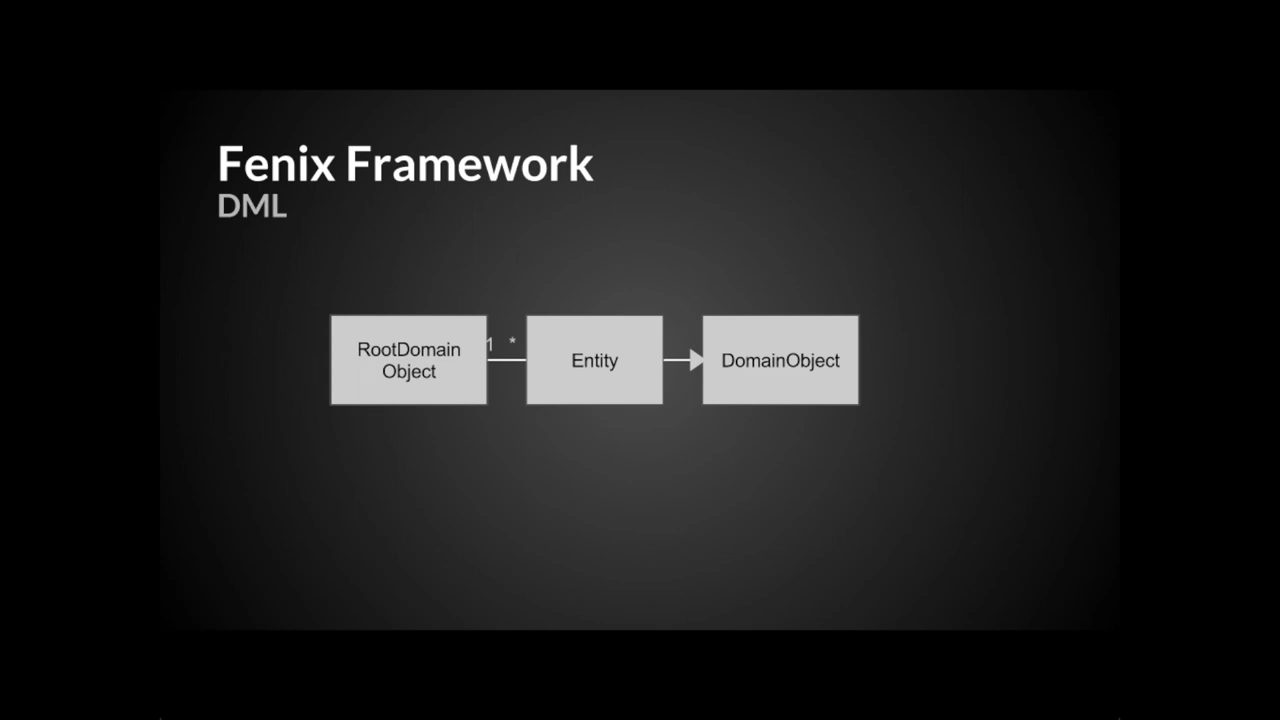 Fenix Framework
DML
RootDomain
Object
1 *
Entity
DomainObject